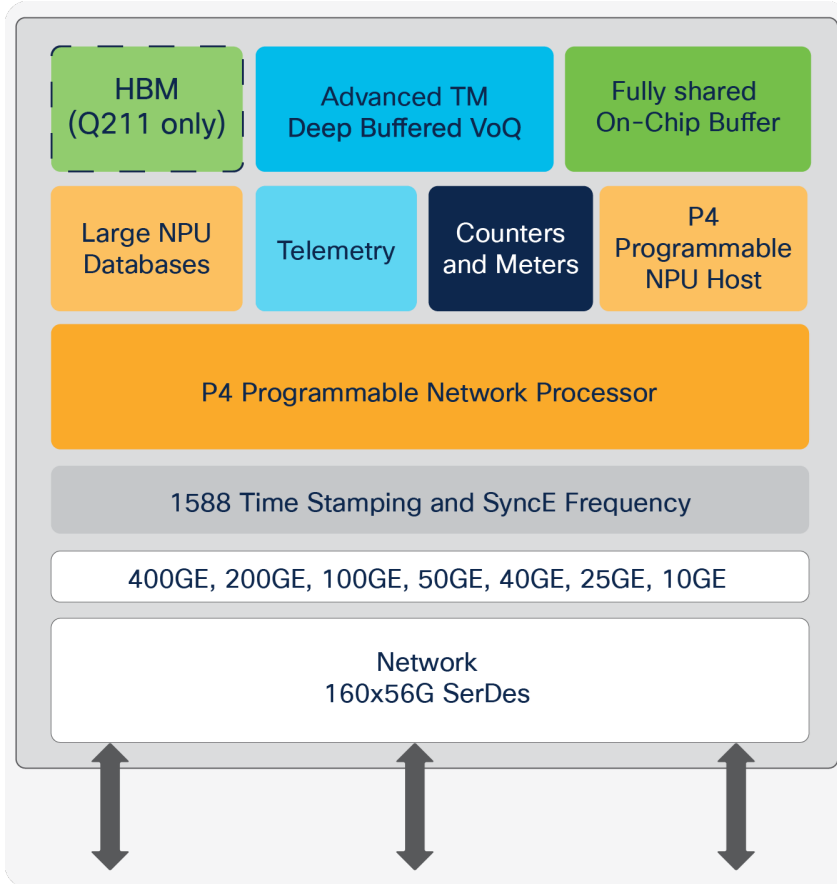 HBM
(Q211 only)
Advanced TM
Deep Buffered VoQ
Fully shared
On-Chip Buffer
Large NPU
Databases
Telemetry
Counters
and Meters
P4
Programmable
NPU Host
P4 Programmable Network Processor
1588 Time Stamping and SyncE Frequency
400GE, 200GE, 100GE, 50GE, 40GE, 25GE, 10GE
Network
160x56G SerDes